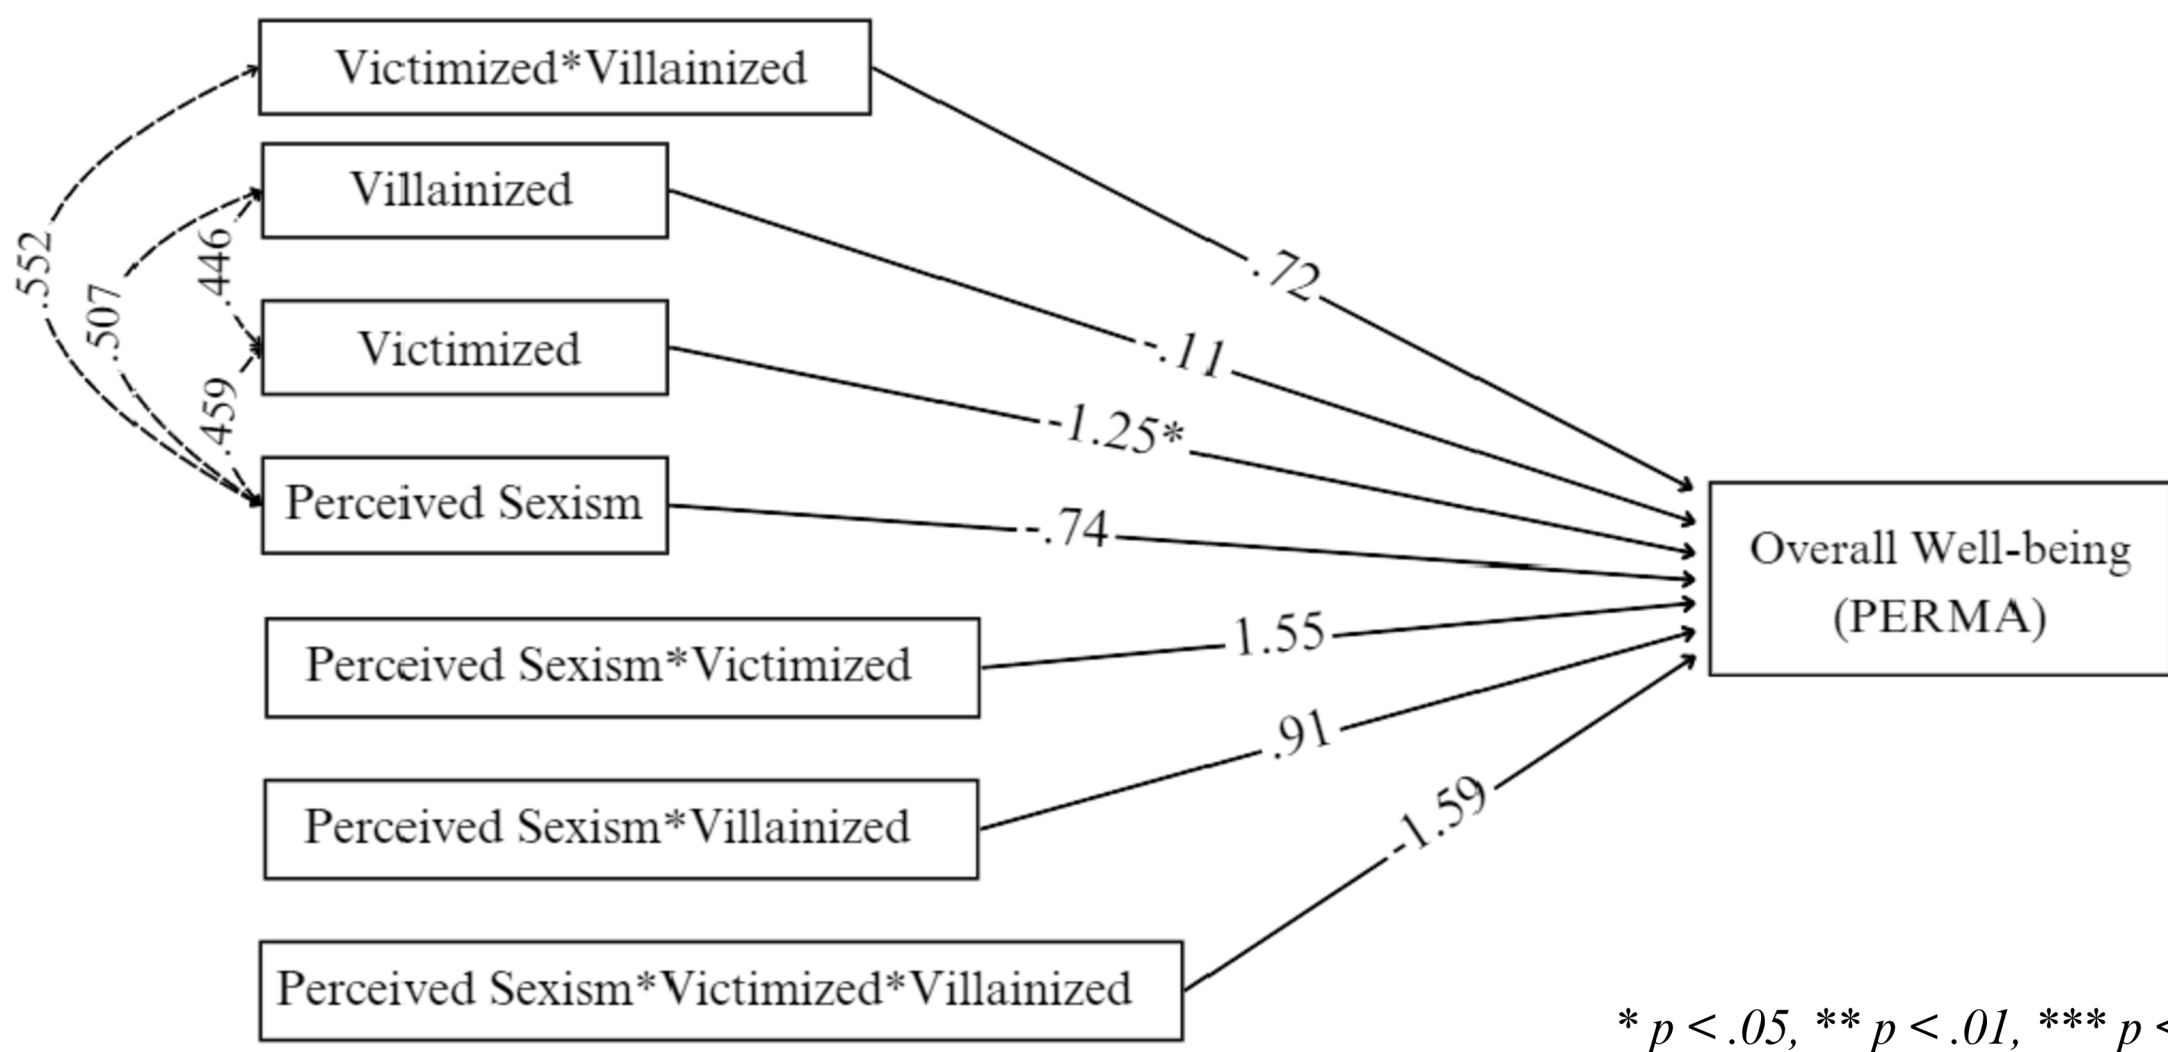 Victimized*Villainized
Villainized
Victimized
Perceived Sexism
Perceived Sexism*Victimized
Perceived Sexism*Villainized
Perceived Sexism*Victimized*Villainized
.552
.507
.446
.459
.72
-.11
-1.25*
-.74
1.55
.91
-1.59
Overall Well-being
(PERMA)
* p < .05, ** p < .01, *** p <